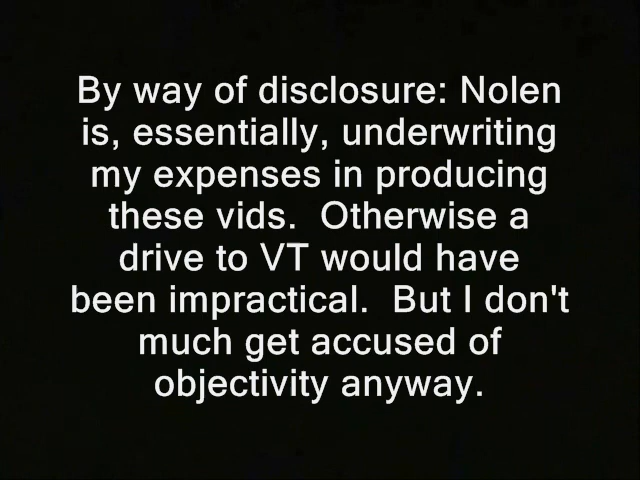 By way of disclosure: Nolen
is, essentially, underwriting
my expenses in producing
these vids.  Otherwise a
drive to VT would have
been impractical.  But I don't
much get accused of
objectivity anyway.